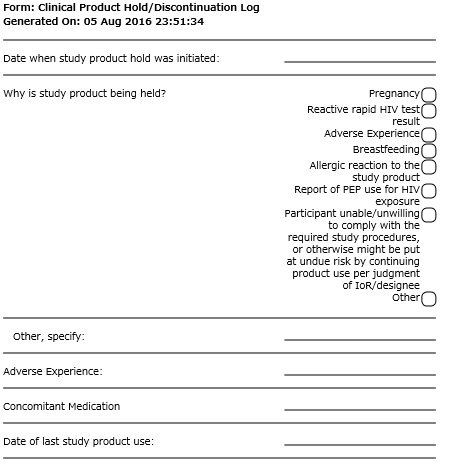 Form: Clinical Product Hold/Discontinuation Log
Generated On: 05 Aug 2016 23:51:34
Date when study product hold was initiated:
Why is study product being held?
Pregnancy
Reactive rapid HIV test
result
Adverse Experience
Breastfeeding
Allergic reaction to the
study product
Report of PEP use for HIV
exposure
Participant unable/unwilling
to comply with the
required study procedures,
or otherwise might be put
at undue risk by continuing
product use per judgment
of IoR/designee
Other
Other, specify:
Adverse Experience:
Concomitant Medication
Date of last study product use: